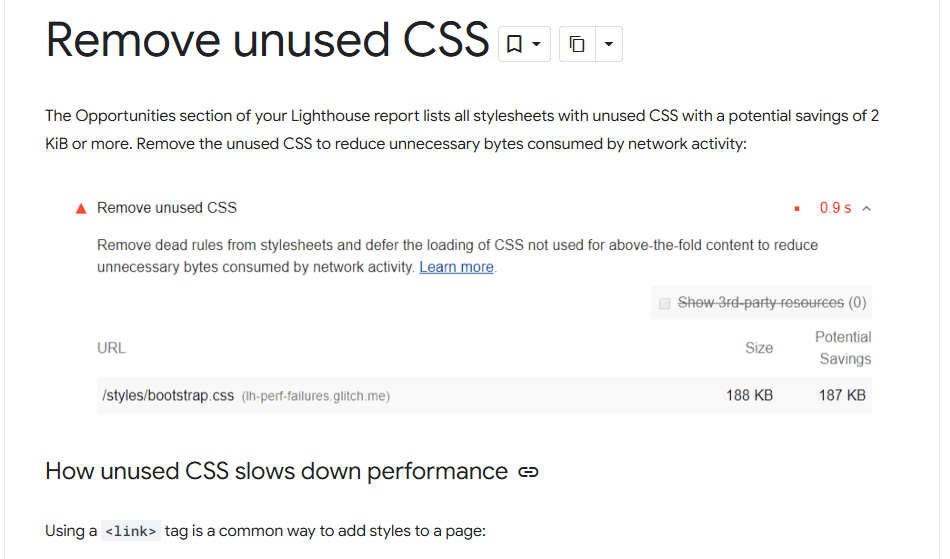 Remove unused CSS
The Opportunities section of your Lighthouse report lists all stylesheets with unused CSS with a potential savings of 2
KiB or more. Remove the unused CSS to reduce unnecessary bytes consumed by network activity:
Remove unused CSS 0.9 s
Remove dead rules from stylesheets and defer the loading of CSS not used for above-the-fold content to reduce
unnecessary bytes consumed by network activity. Learn more.
Show 3rd-party resources (0)
URL Size Potential
Savings
/styles/bootstrap.css (lh-perf-failures.glitch.me) 188 KB 187 KB
How unused CSS slows down performance
Using a <link> tag is a common way to add styles to a page: